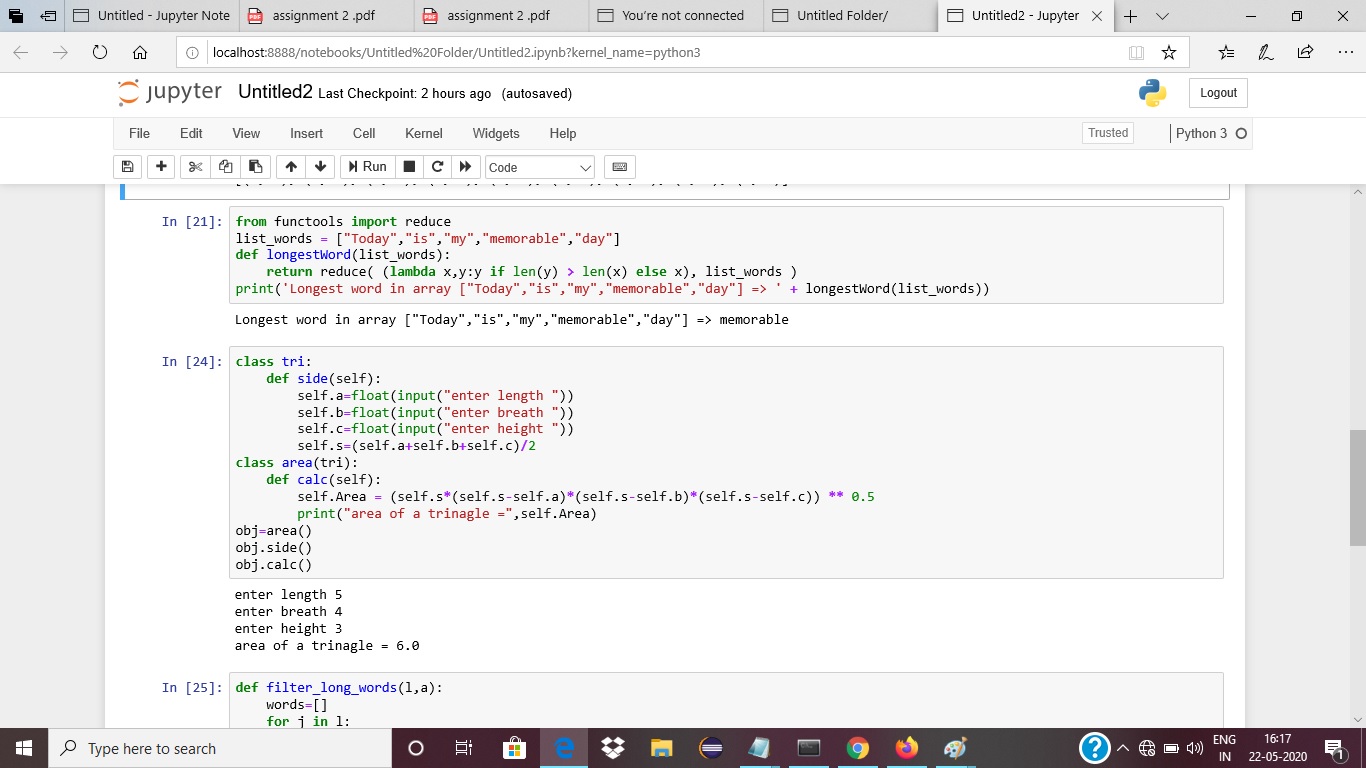 Untitled - Jupyter Note
assignment 2 .pdf
assignment 2 .pdf
You're not connected
Untitled Folder/
Untitled2 - Jupyter
localhost:8888/notebooks/Untitled%20Folder/Untitled2.ipynb?kernel_name=python3
jupyter Untitled2 Last Checkpoint: 2 hours ago (autosaved)
Logout
File Edit View Insert Cell Kernel Widgets Help
Trusted
Python 3
Run
Code
In [21]:
from functools import reduce
list_words = ["Today","is","my","memorable","day"]
def longestWord(list_words):
    return reduce( (lambda x,y:y if len(y) > len(x) else x), list_words )
print('Longest word in array ["Today","is","my","memorable","day"] => ' + longestWord(list_words))
Longest word in array ["Today","is","my","memorable","day"] => memorable
In [24]:
class tri:
    def side(self):
        self.a=float(input("enter length "))
        self.b=float(input("enter breath "))
        self.c=float(input("enter height "))
        self.s=(self.a+self.b+self.c)/2
class area(tri):
    def calc(self):
        self.Area = (self.s*(self.s-self.a)*(self.s-self.b)*(self.s-self.c)) ** 0.5
        print("area of a trinagle =",self.Area)
obj=area()
obj.side()
obj.calc()
enter length 5
enter breath 4
enter height 3
area of a trinagle = 6.0
In [25]:
def filter_long_words(l,a):
    words=[]
    for j in l:
Type here to search
ENG
IN
16:17
22-05-2020
1